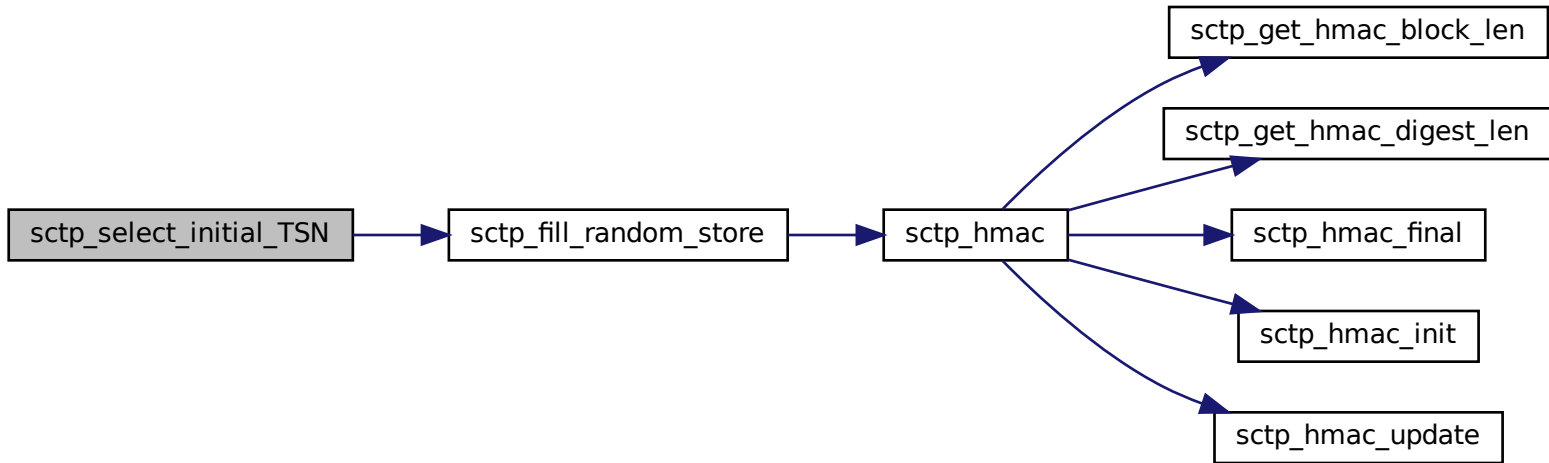 sctp_select_initial_TSN
sctp_fill_random_store
sctp_hmac
sctp_get_hmac_block_len
sctp_get_hmac_digest_len
sctp_hmac_final
sctp_hmac_init
sctp_hmac_update